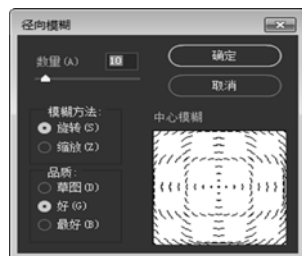 径向模糊
数量(A) 10
确定
取消
模糊方法:
旋转(S)
缩放(Z)
中心模糊
品质:
草图(D)
好(G)
最好(B)